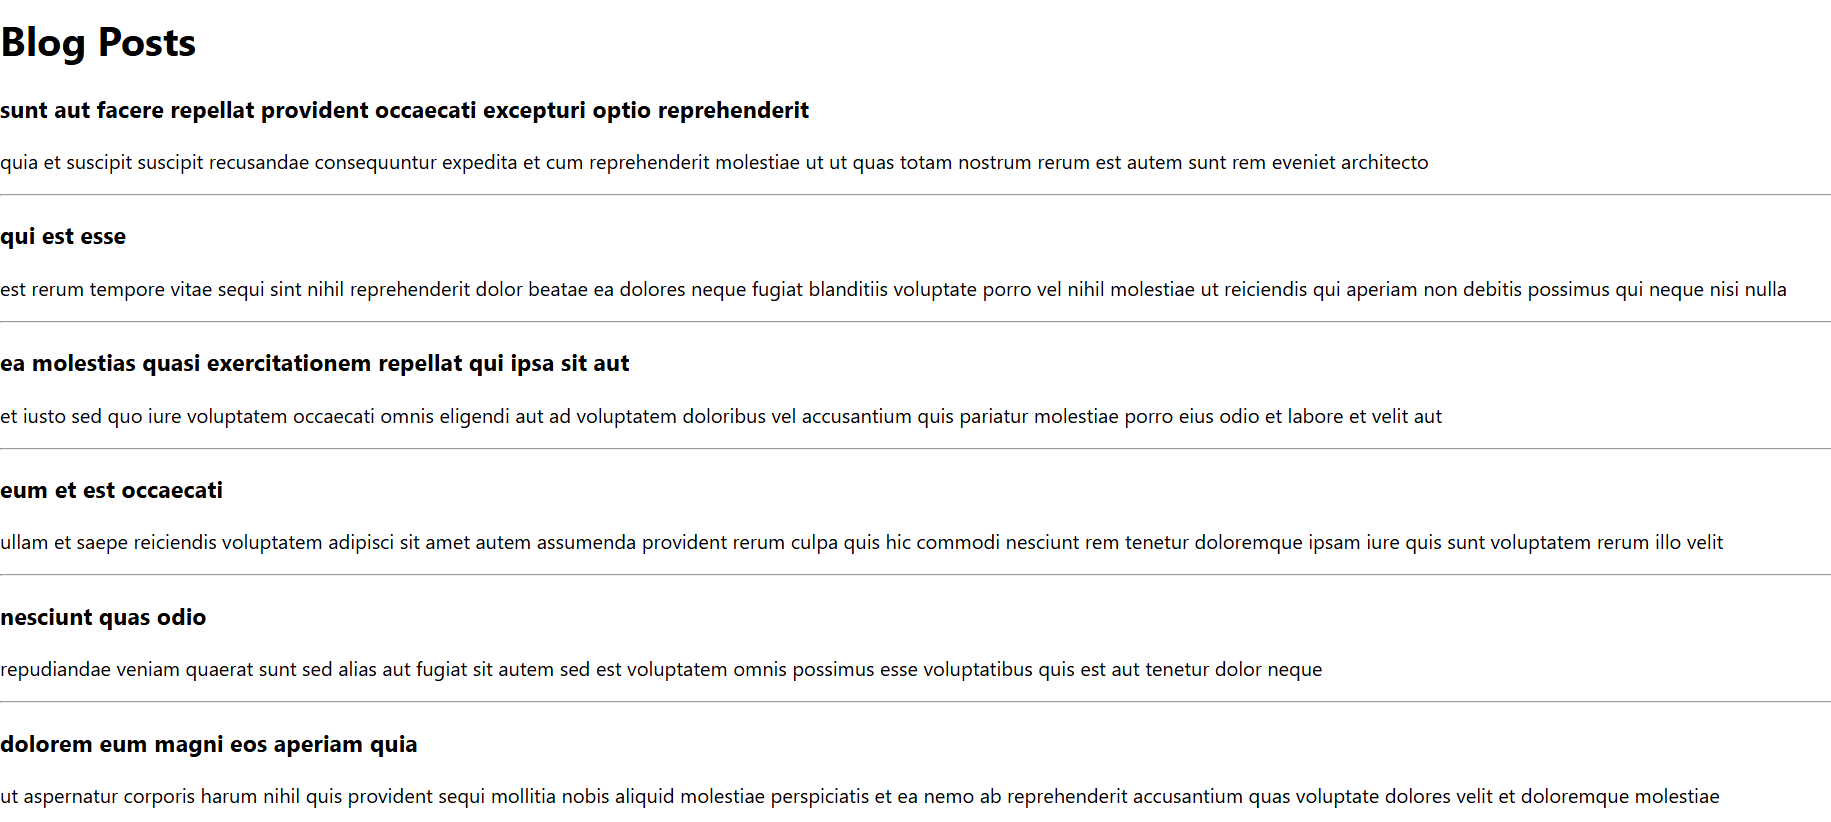 Blog Posts
sunt aut facere repellat provident occaecati excepturi optio reprehenderit
quia et suscipit suscipit recusandae consequuntur expedita et cum reprehenderit molestiae ut ut quas totam nostrum rerum est autem sunt rem eveniet architecto
qui est esse
est rerum tempore vitae sequi sint nihil reprehenderit dolor beatae ea dolores neque fugiat blanditiis voluptate porro vel nihil molestiae ut reiciendis qui aperiam non debitis possimus qui neque nisi nulla
ea molestias quasi exercitationem repellat qui ipsa sit aut
et iusto sed quo iure voluptatem occaecati omnis eligendi aut ad voluptatem doloribus vel accusantium quis pariatur molestiae porro eius odio et labore et velit aut
eum et est occaecati
ullam et saepe reiciendis voluptatem adipisci sit amet autem assumenda provident rerum culpa quis hic commodi nesciunt rem tenetur doloremque ipsam iure quis sunt voluptatem rerum illo velit
nesciunt quas odio
repudiandae veniam quaerat sunt sed alias aut fugiat sit autem sed est voluptatem omnis possimus esse voluptatibus quis est aut tenetur dolor neque
dolorem eum magni eos aperiam quia
ut aspernatur corporis harum nihil quis provident sequi mollitia nobis aliquid molestiae perspiciatis et ea nemo ab reprehenderit accusantium quas voluptate dolores velit et doloremque molestiae